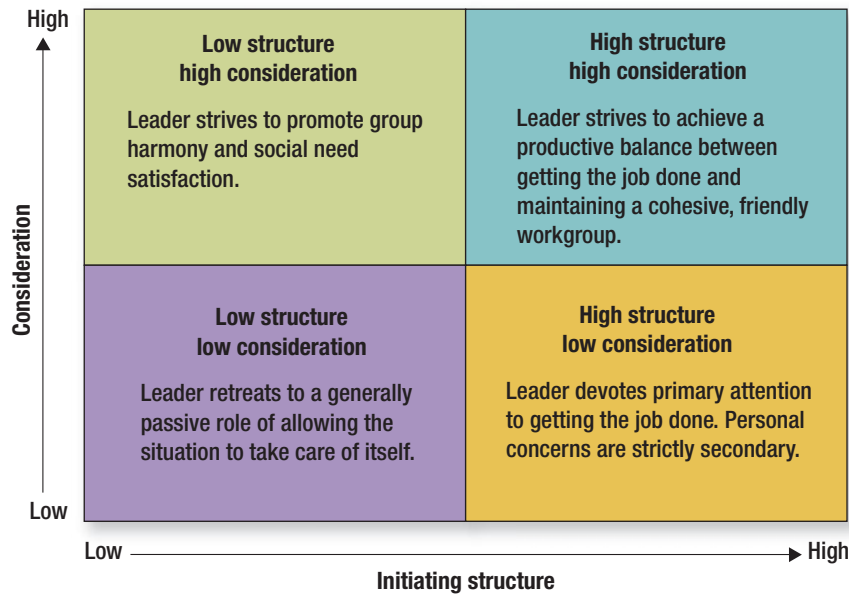 High
Low structure
high consideration
Leader strives to promote group
harmony and social need
satisfaction.
High structure
high consideration
Leader strives to achieve a
productive balance between
getting the job done and
maintaining a cohesive, friendly
workgroup.
Consideration
Low structure
low consideration
Leader retreats to a generally
passive role of allowing the
situation to take care of itself.
High structure
low consideration
Leader devotes primary attention
to getting the job done. Personal
concerns are strictly secondary.
Low
Low
High
Initiating structure